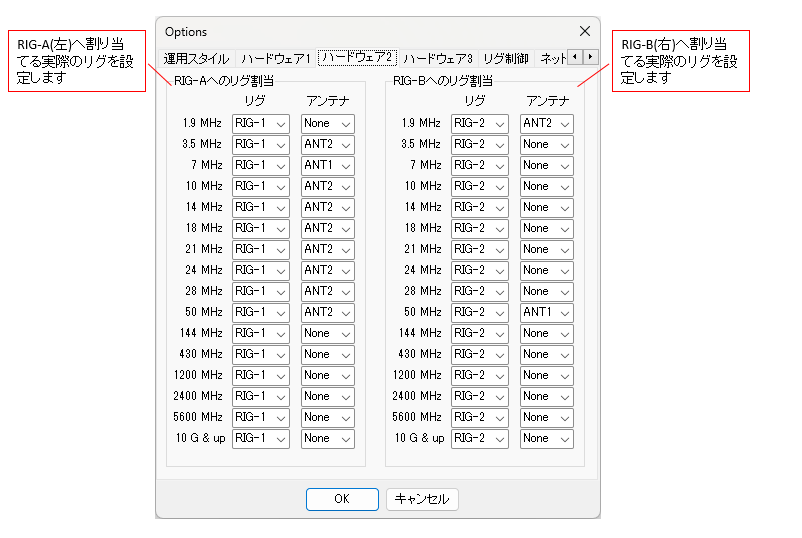 Options
RIG-A(左)へ割り当
てる実際のリグを設
定します
RIG-B(右)へ割り当
てる実際のリグを設
定します
運用スタイル ハードウェア1 ハードウェア2 ハードウェア3 リグ制御 ネット
RIG-Aへのリグ割当
リグ アンテナ
1.9 MHz RIG-1 None
3.5 MHz RIG-1 ANT2
7 MHz RIG-1 ANT1
10 MHz RIG-1 ANT2
14 MHz RIG-1 ANT2
18 MHz RIG-1 ANT2
21 MHz RIG-1 ANT2
24 MHz RIG-1 ANT2
28 MHz RIG-1 ANT2
50 MHz RIG-1 ANT2
144 MHz RIG-1 None
430 MHz RIG-1 None
1200 MHz RIG-1 None
2400 MHz RIG-1 None
5600 MHz RIG-1 None
10 G & up RIG-1 None
RIG-Bへのリグ割当
リグ アンテナ
1.9 MHz RIG-2 ANT2
3.5 MHz RIG-2 None
7 MHz RIG-2 None
10 MHz RIG-2 None
14 MHz RIG-2 None
18 MHz RIG-2 None
21 MHz RIG-2 None
24 MHz RIG-2 None
28 MHz RIG-2 None
50 MHz RIG-2 ANT1
144 MHz RIG-2 None
430 MHz RIG-2 None
1200 MHz RIG-2 None
2400 MHz RIG-2 None
5600 MHz RIG-2 None
10 G & up RIG-2 None
OK キャンセル